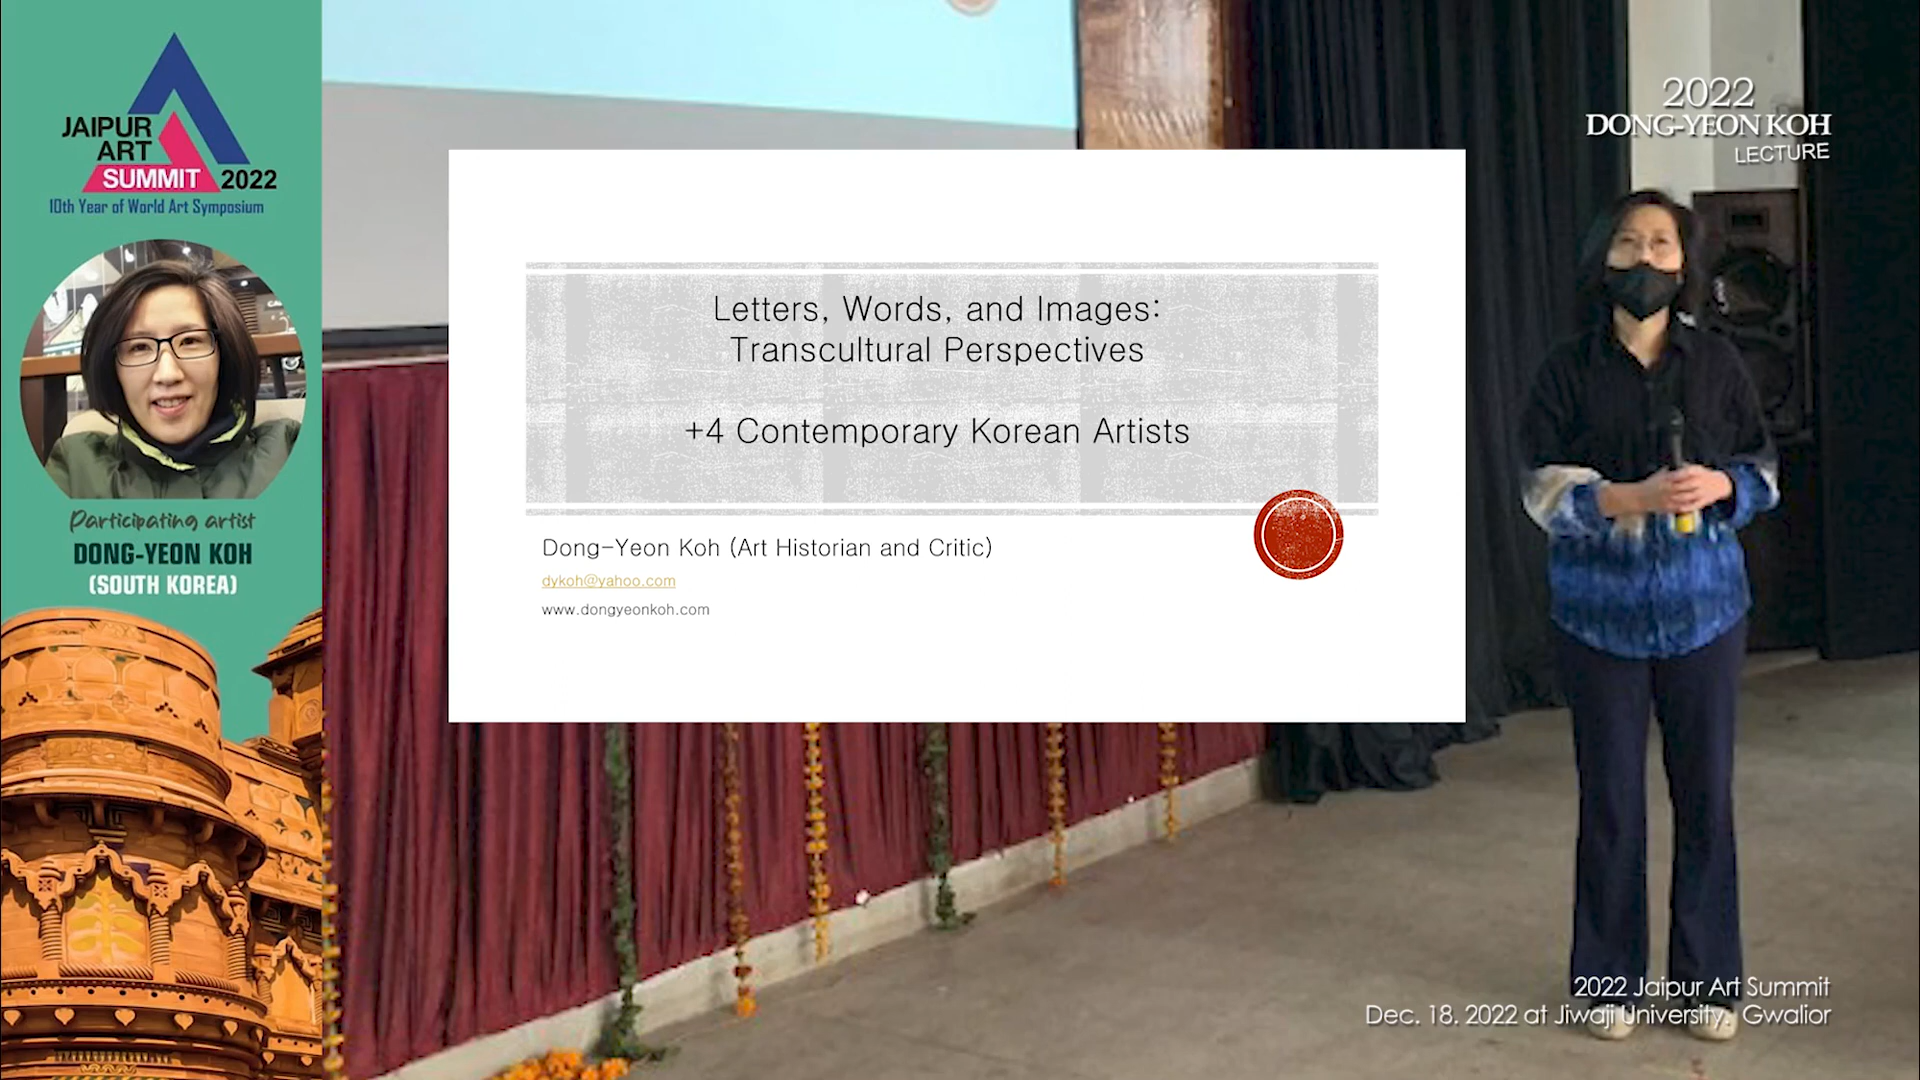 JAIPUR
ART
SUMMIT 2022
10th Year of World Art Symposium
Participating artist
DONG-YEON KOH
(SOUTH KOREA)
Letters, Words, and Images:
Transcultural Perspectives
+4 Contemporary Korean Artists
Dong-Yeon Koh (Art Historian and Critic)
dykoh@yahoo.com
www.dongyeonkoh.com
2022
DONG-YEON KOH
LECTURE
2022 Jaipur Art Summit
Dec. 18. 2022 at Jiwaji University, Gwalior